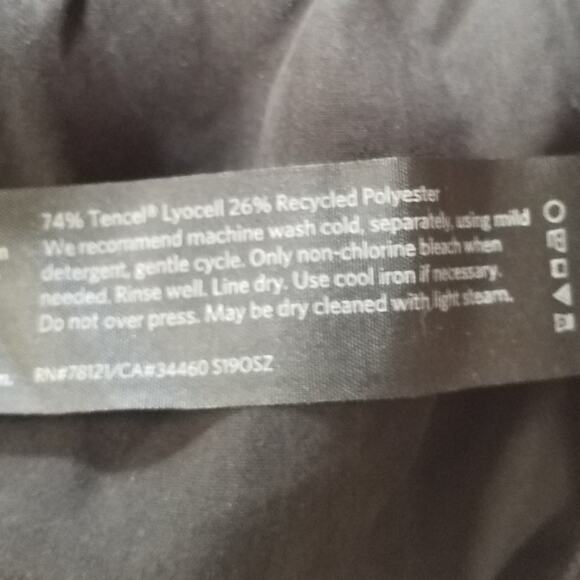 74% Tencel® Lyocell 26% Recycled Polyester
We recommend machine wash cold, separately, using mild
detergent, gentle cycle. Only non-chlorine bleach when
needed. Rinse well. Line dry. Use cool iron if necessary.
Do not over press. May be dry cleaned with light steam.
RN#78121/CA#34460 S19OSZ